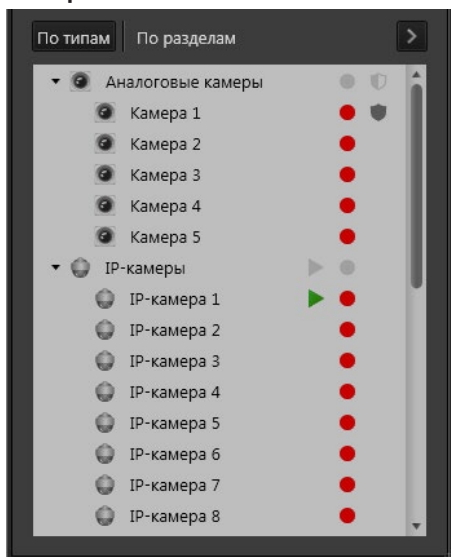 По типам По разделам
Аналоговые камеры
Камера 1
Камера 2
Камера 3
Камера 4
Камера 5
IP-камеры
IP-камера 1
IP-камера 2
IP-камера 3
IP-камера 4
IP-камера 5
IP-камера 6
IP-камера 7
IP-камера 8